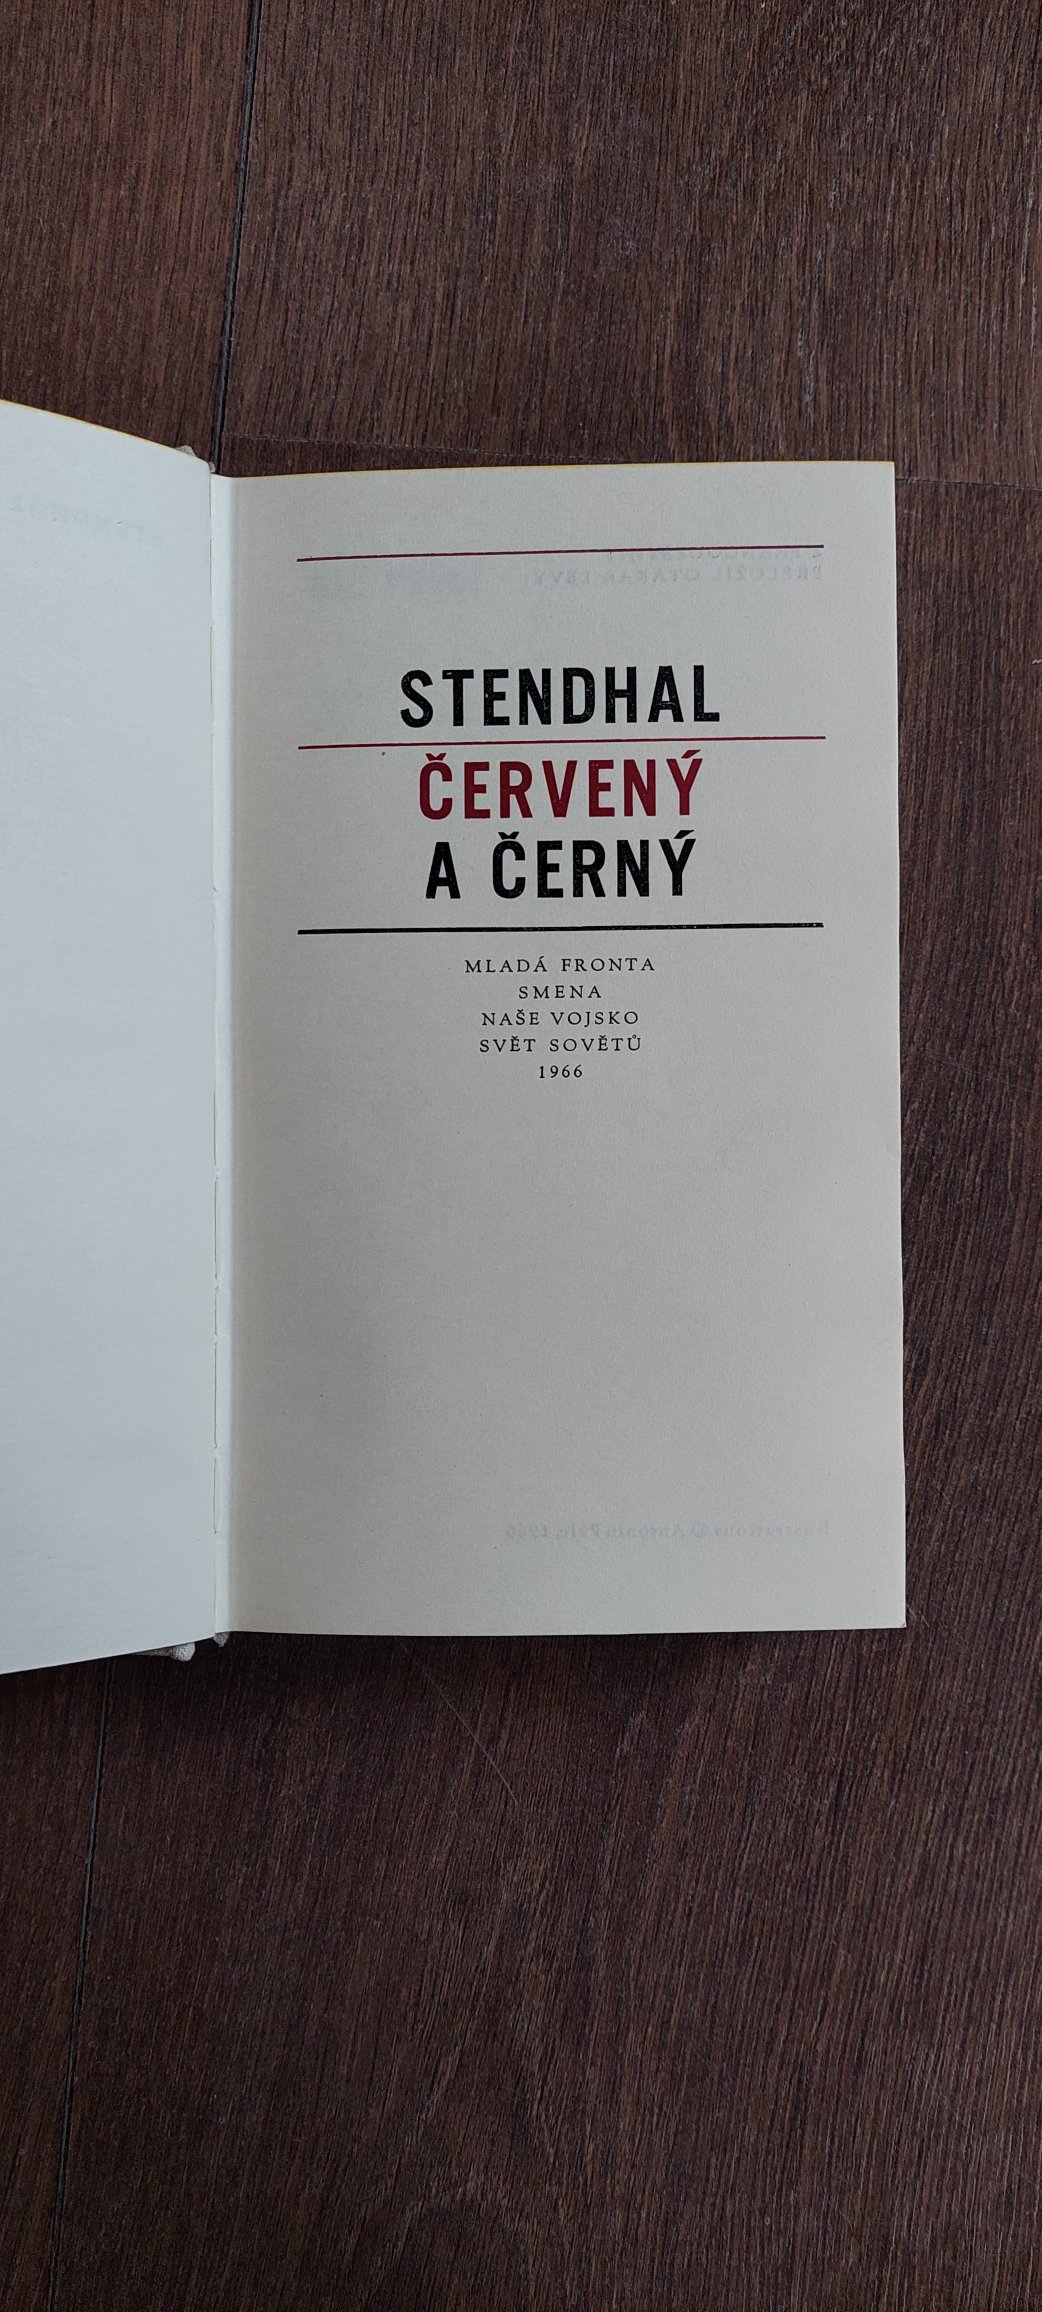 STENDHAL
ČERVENÝ
A ČERNÝ
MLADÁ FRONTA
SMENA
NAŠE VOJSKO
SVĚT SOVĚTŮ
1966